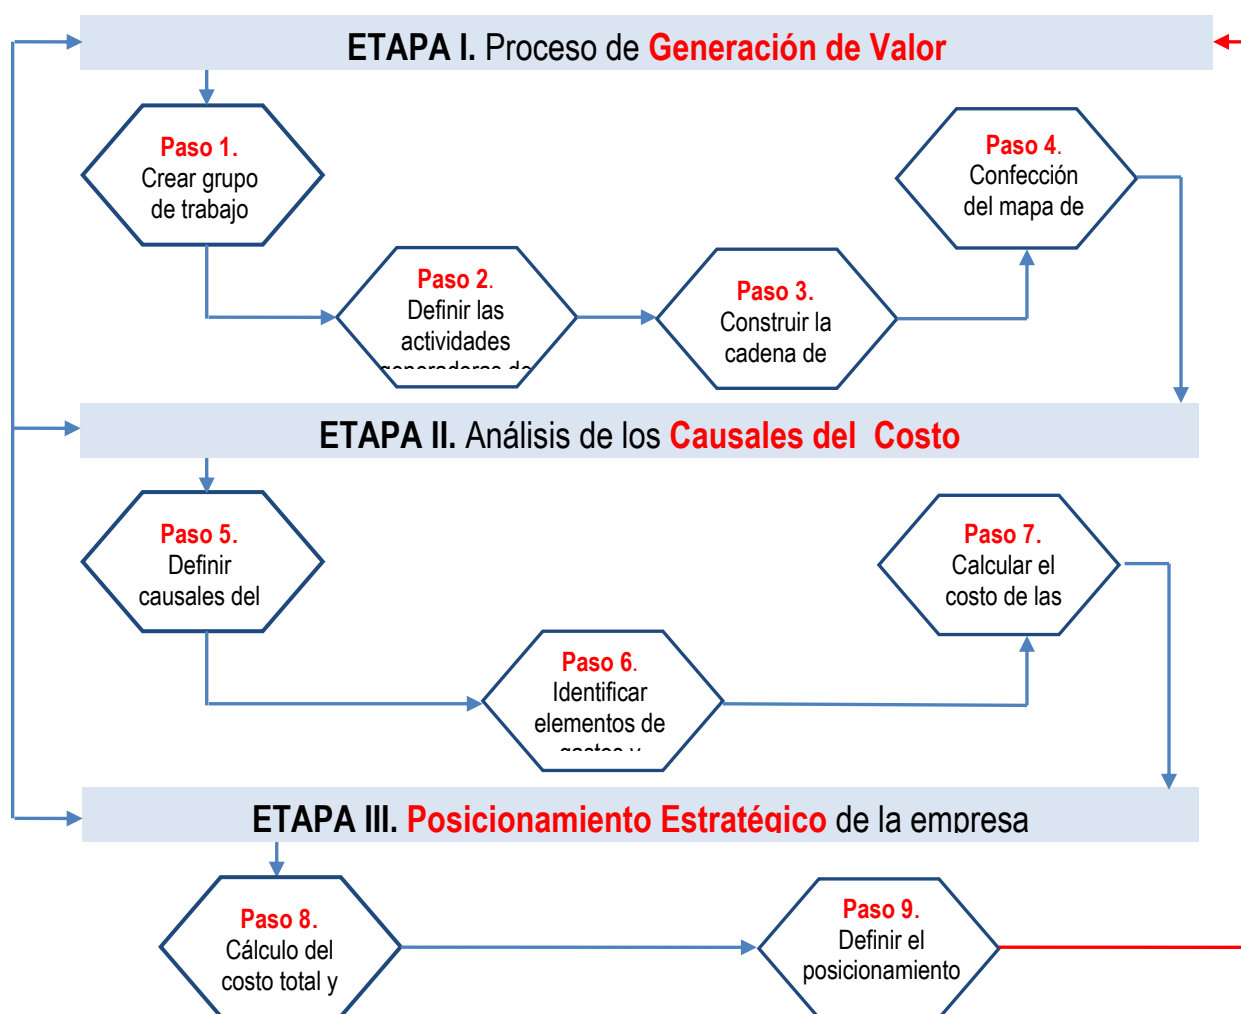 ETAPA I. Proceso de Generación de Valor
Paso 1.
Crear grupo
de trabajo
Paso 4.
Confección
del mapa de
Paso 2.
Definir las
actividades
generadoras de
Paso 3.
Construir la
cadena de
ETAPA II. Análisis de los Causales del  Costo
Paso 5.
Definir
causales del
Paso 7.
Calcular el
costo de las
Paso 6.
Identificar
elementos de
gastos y
ETAPA III. Posicionamiento Estratégico de la empresa
Paso 8.
Cálculo del
costo total y
Paso 9.
Definir el
posicionamiento